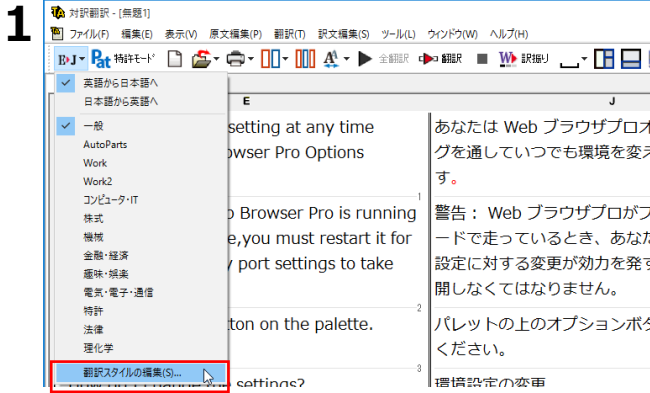 1
対訳翻訳 - [無題1]
ファイル(F) 編集(E) 表示(V) 原文編集(P) 翻訳(T) 訳文編集(S) ツール(L) ウィンドウ(W) ヘルプ(H)
E▸J Pat 特許モード 全翻訳 翻訳 W 訳振り
英語から日本語へ
日本語から英語へ
E J
一般
AutoParts
Work
Work2
コンピュータ・IT
株式
機械
金融・経済
趣味・娯楽
電気・電子・通信
特許
法律
理化学
翻訳スタイルの編集(S)...
setting at any time
owser Pro Options
1
o Browser Pro is running
e,you must restart it for
port settings to take
2
ton on the palette.
3
the settings?
あなたは Web ブラウザプロオ
グを通していつでも環境を変え
す。
警告： Web ブラウザプロがフ
ードで走っているとき、あなた
設定に対する変更が効力を発す
開しなくてはなりません。
パレットの上のオプションボタ
ください。
環境設定の変更